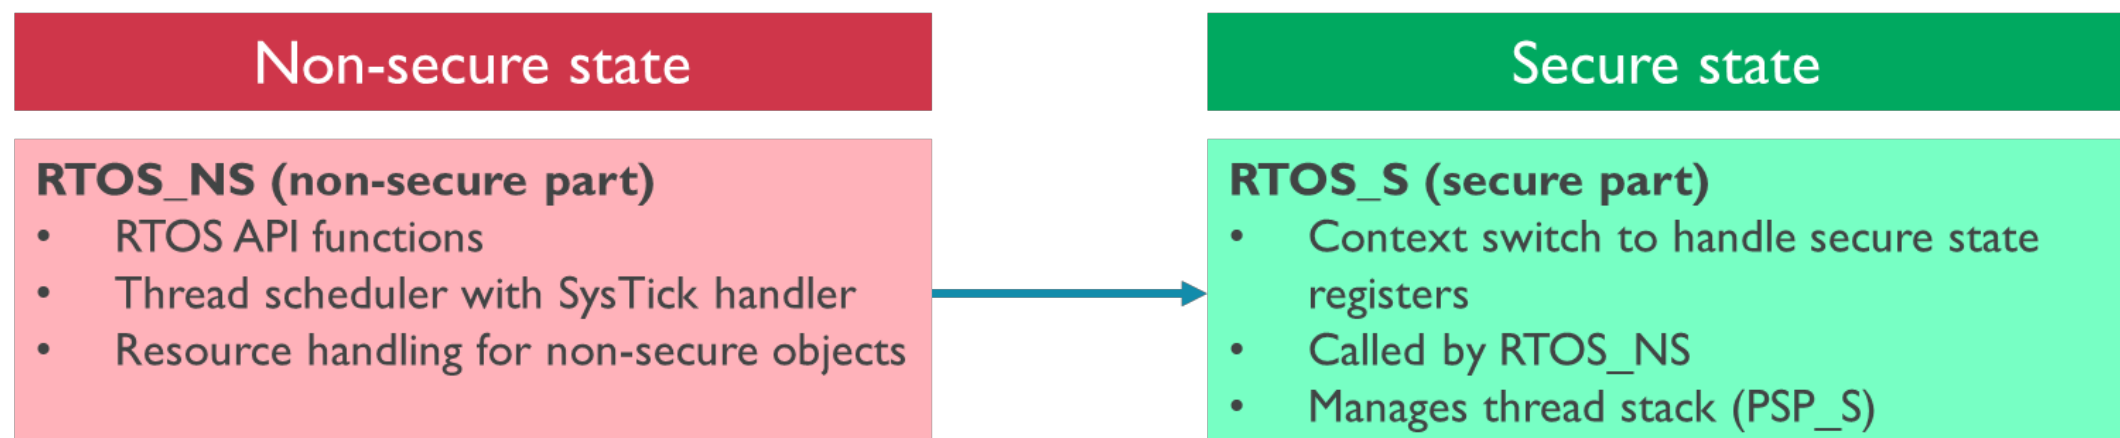 Non-secure state
RTOS_NS (non-secure part)
• RTOS API functions
• Thread scheduler with SysTick handler
• Resource handling for non-secure objects
Secure state
RTOS_S (secure part)
• Context switch to handle secure state
registers
• Called by RTOS_NS
• Manages thread stack (PSP_S)